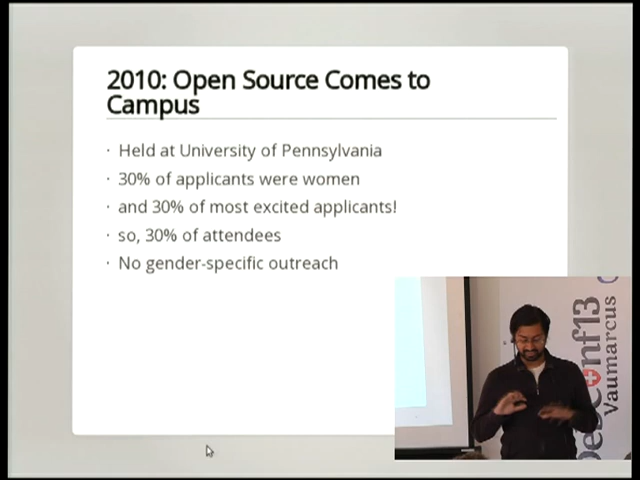 2010: Open Source Comes to
Campus
· Held at University of Pennsylvania
· 30% of applicants were women
· and 30% of most excited applicants!
· so, 30% of attendees
· No gender-specific outreach
Vaumarcus